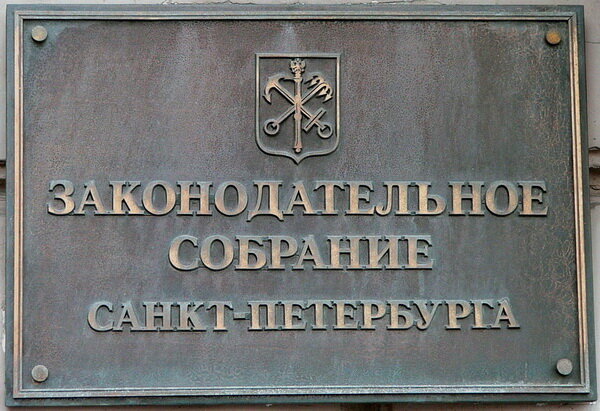 ЗАКОНОДАТЕЛЬНОЕ
СОБРАНИЕ
САНКТ-ПЕТЕРБУРГА